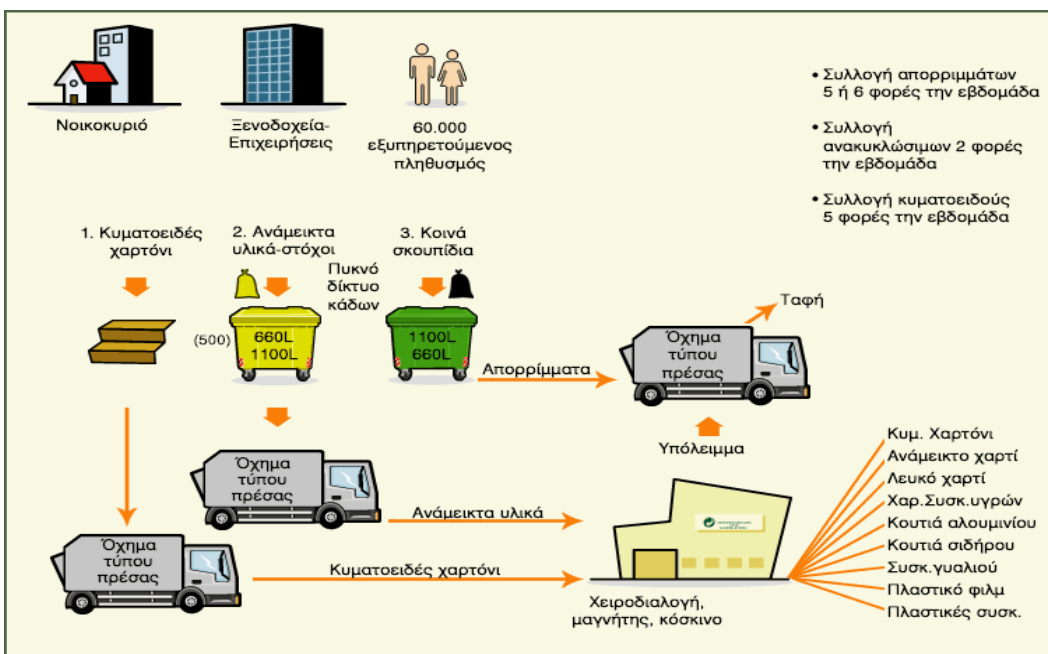 Νοικοκυριό
Ξενοδοχεία-
Επιχειρήσεις
60.000
εξυπηρετούμενος
πληθυσμός
• Συλλογή απορριμμάτων
5 ή 6 φορές την εβδομάδα
• Συλλογή
ανακυκλώσιμων 2 φορές
την εβδομάδα
• Συλλογή κυματοειδούς
5 φορές την εβδομάδα
1. Κυματοειδές
χαρτόνι
2. Ανάμεικτα
υλικά-στόχοι
3. Κοινά
σκουπίδια
Πυκνό
δίκτυο
κάδων
(500)
660L
1100L
1100L
660L
Απορρίμματα
Όχημα
τύπου
πρέσας
Ταφή
Υπόλειμμα
Όχημα
τύπου
πρέσας
Ανάμεικτα υλικά
Όχημα
τύπου
πρέσας
Κυματοειδές χαρτόνι
Χειροδιαλογή,
μαγνήτης, κόσκινο
Κυμ. Χαρτόνι
Ανάμεικτο χαρτί
Λευκό χαρτί
Χαρ.Συσκ.υγρών
Κουτιά αλουμινίου
Κουτιά σιδήρου
Συσκ.γυαλιού
Πλαστικό φιλμ
Πλαστικές συσκ.